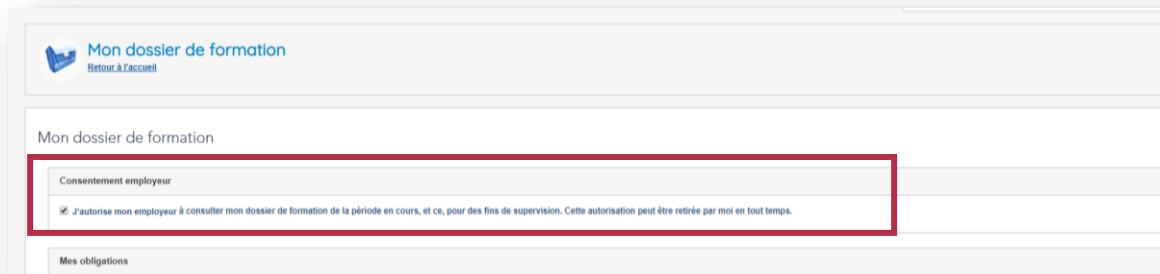 Mon dossier de formation
Retour à l'accueil
Mon dossier de formation
Consentement employeur
J'autorise mon employeur à consulter mon dossier de formation de la période en cours, et ce, pour des fins de supervision. Cette autorisation peut être retirée par moi en tout temps.
Mes obligations